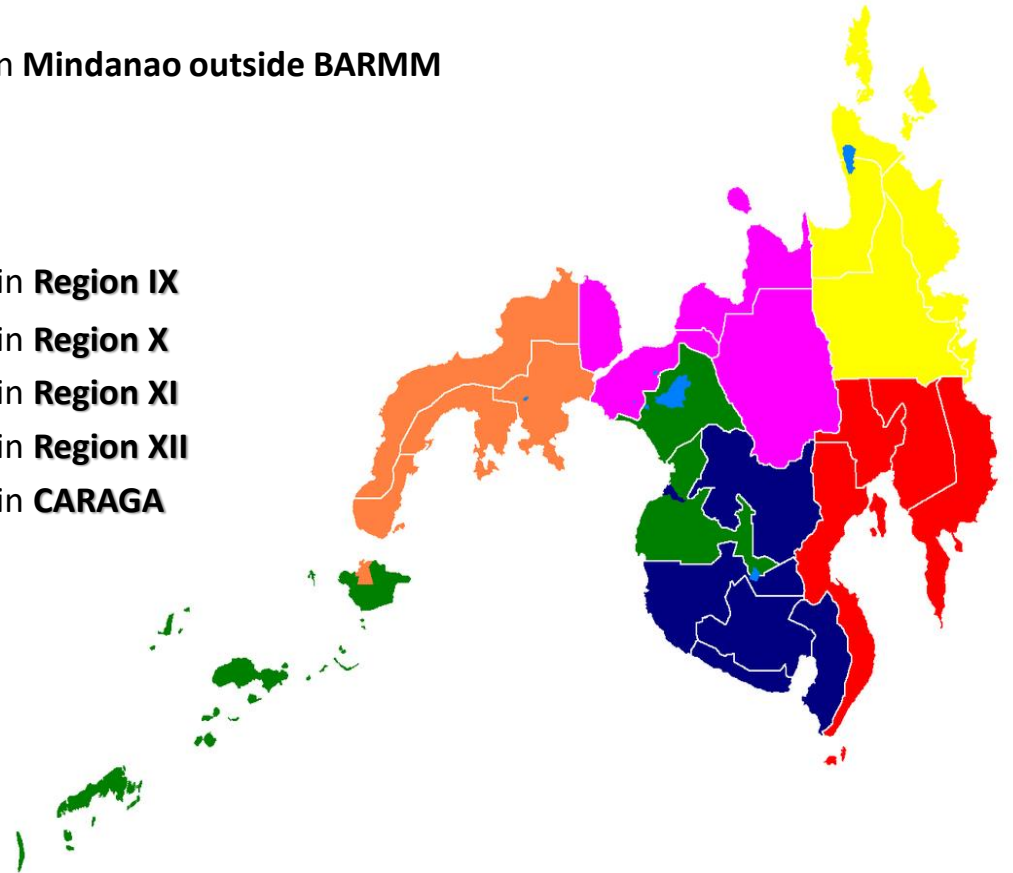 n Mindanao outside BARMM
in Region IX
in Region X
in Region XI
in Region XII
in CARAGA